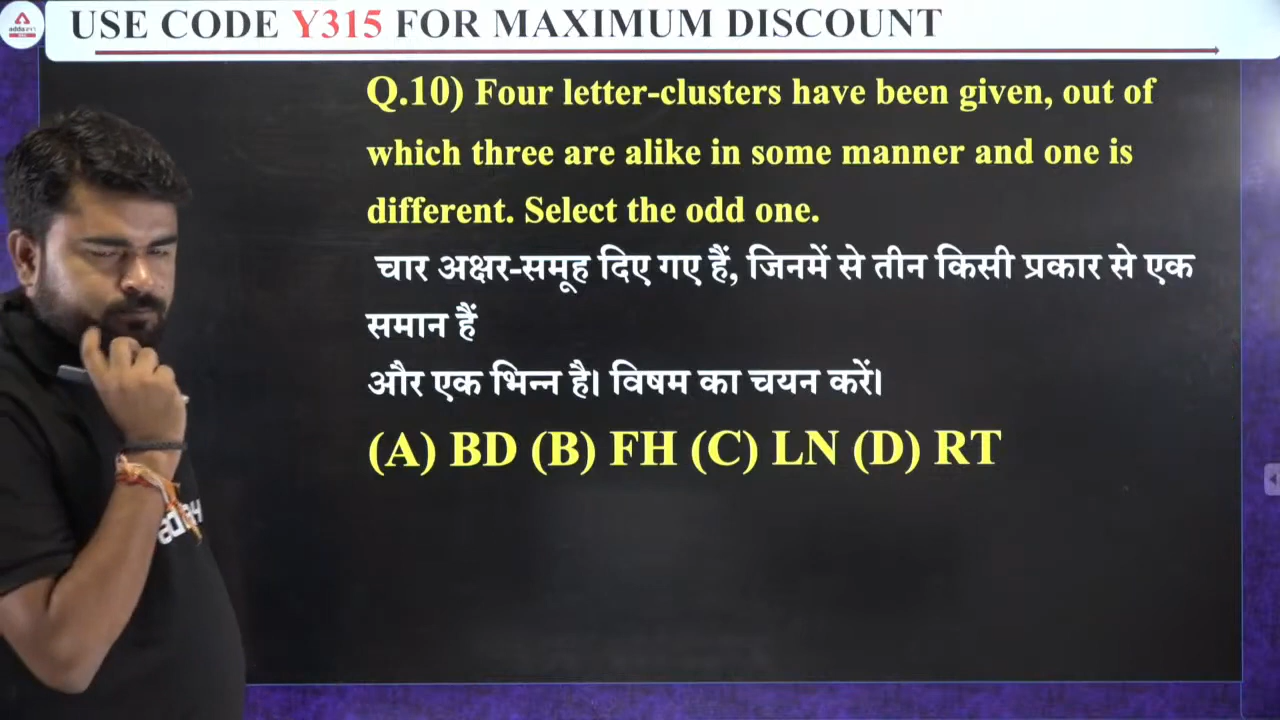 USE CODE Y315 FOR MAXIMUM DISCOUNT
Q.10) Four letter-clusters have been given, out of
which three are alike in some manner and one is
different. Select the odd one.
चार अक्षर-समूह दिए गए हैं, जिनमें से तीन किसी प्रकार से एक
समान हैं
और एक भिन्न है। विषम का चयन करें।
(A) BD (B) FH (C) LN (D) RT